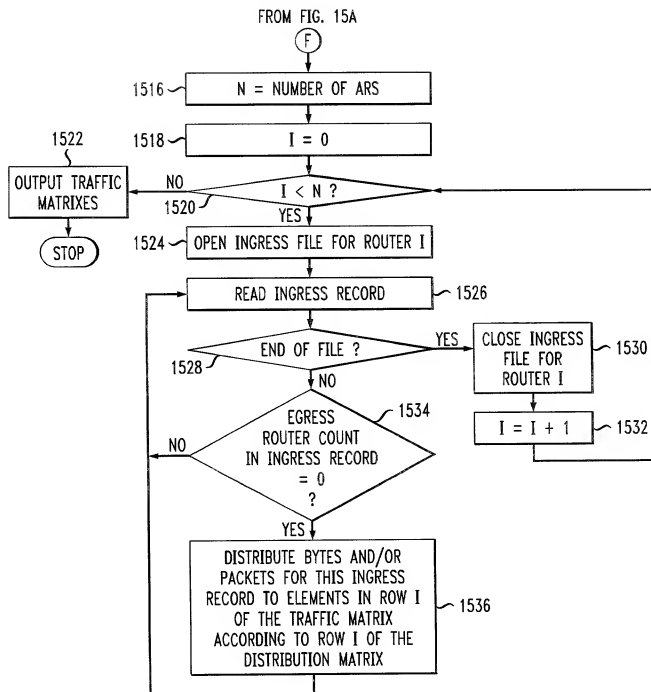 FROM FIG. 15A
F
1516
N = NUMBER OF ARS
1518
I = 0
1522
OUTPUT TRAFFIC
MATRIXES
STOP
NO
1520
I < N ?
YES
1524
OPEN INGRESS FILE FOR ROUTER I
READ INGRESS RECORD
1526
1528
END OF FILE ?
YES
CLOSE INGRESS
FILE FOR
ROUTER I
1530
I = I + 1
1532
NO
1534
NO
EGRESS
ROUTER COUNT
IN INGRESS RECORD
= 0
?
YES
DISTRIBUTE BYTES AND/OR
PACKETS FOR THIS INGRESS
RECORD TO ELEMENTS IN ROW I
OF THE TRAFFIC MATRIX
ACCORDING TO ROW I OF THE
DISTRIBUTION MATRIX
1536